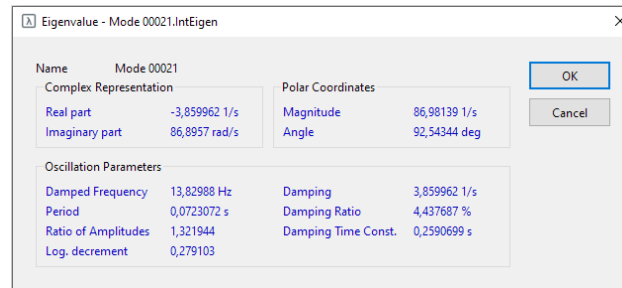 Eigenvalue - Mode 00021.IntEigen
Name Mode 00021
OK
Cancel
Complex Representation
Real part -3,859962 1/s
Imaginary part 86,8957 rad/s
Polar Coordinates
Magnitude 86,98139 1/s
Angle 92,54344 deg
Oscillation Parameters
Damped Frequency 13,82988 Hz
Period 0,0723072 s
Ratio of Amplitudes 1,321944
Log. decrement 0,279103
Damping 3,859962 1/s
Damping Ratio 4,437687 %
Damping Time Const. 0,2590699 s